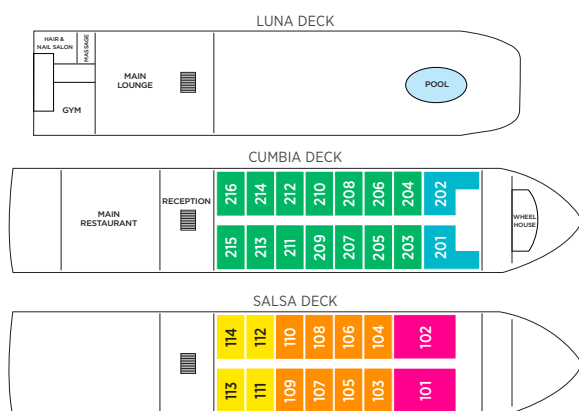 LUNA DECK
HAIR &
NAIL SALON
MASSAGE
MAIN
LOUNGE
GYM
POOL
CUMBIA DECK
MAIN
RESTAURANT
RECEPTION
216 214 212 210 208 206 204 202
215 213 211 209 207 205 203 201
WHEEL
HOUSE
SALSA DECK
114 112 110 108 106 104 102
113 111 109 107 105 103 101